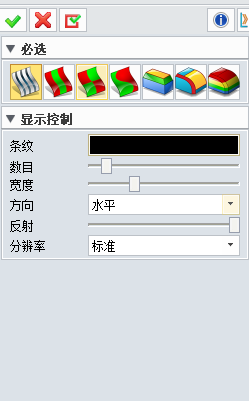 必选
显示控制
条纹
数目
宽度
方向 水平
反射
分辨率 标准